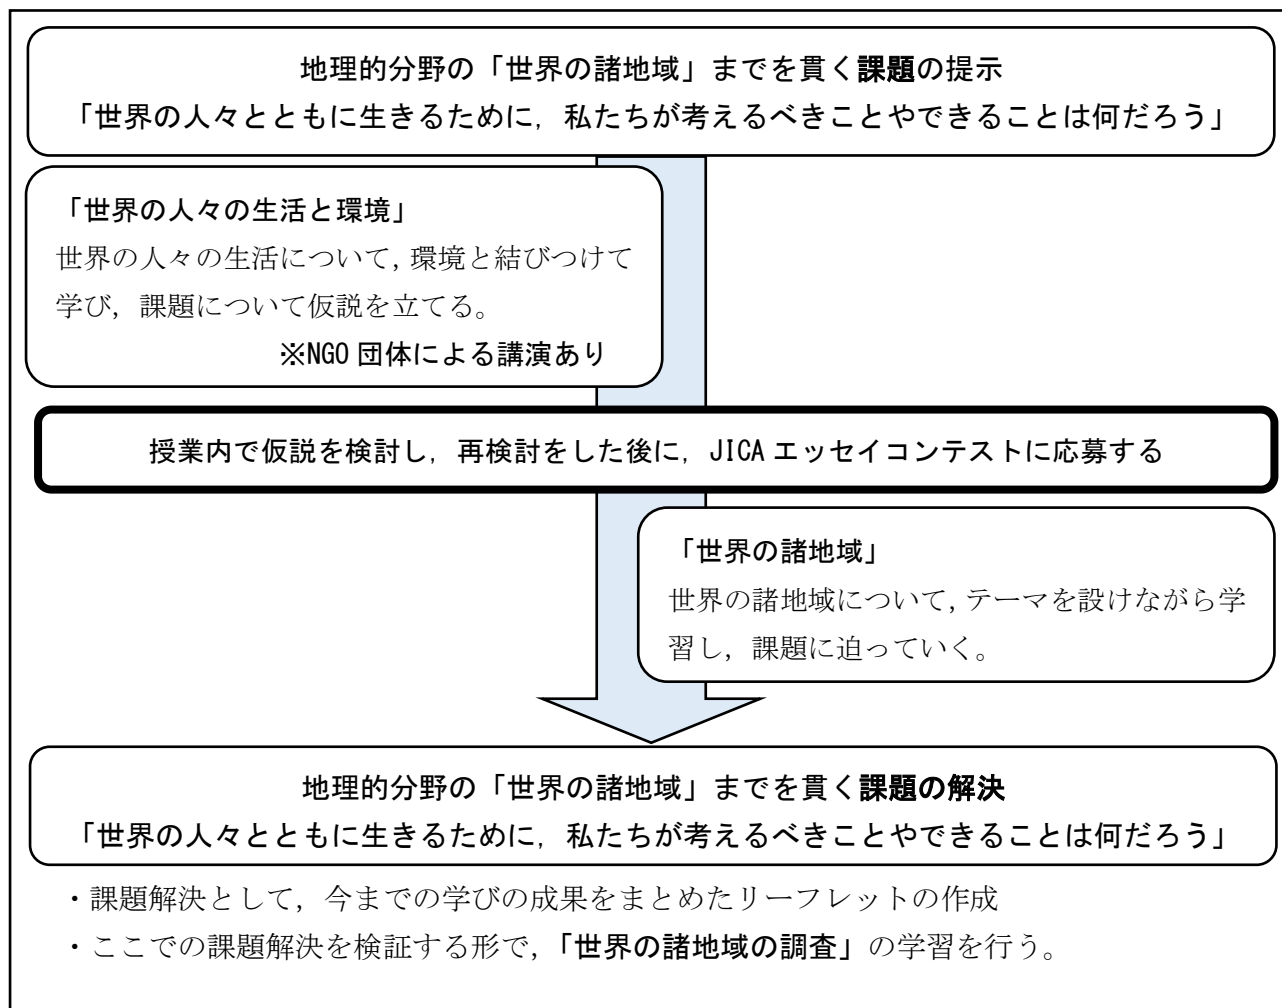 地理的分野の「世界の諸地域」までを貫く課題の提示
「世界の人々とともに生きるために，私たちが考えるべきことやできることは何だろう」
「世界の人々の生活と環境」
世界の人々の生活について，環境と結びつけて
学び，課題について仮説を立てる。
※NGO団体による講演あり
授業内で仮説を検討し，再検討をした後に，JICAエッセイコンテストに応募する
「世界の諸地域」
世界の諸地域について，テーマを設けながら学
習し，課題に迫っていく。
地理的分野の「世界の諸地域」までを貫く課題の解決
「世界の人々とともに生きるために，私たちが考えるべきことやできることは何だろう」
・課題解決として，今までの学びの成果をまとめたリーフレットの作成
・ここでの課題解決を検証する形で，「世界の諸地域の調査」の学習を行う。